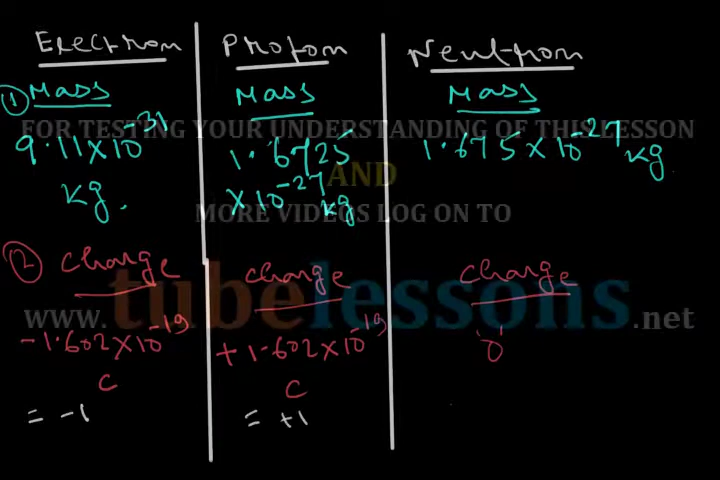 Electron Proton Neutron
① Mass Mass Mass
FOR TESTING YOUR UNDERSTANDING OF THIS LESSON
9.11×10⁻³¹ 1.6725 1.675×10⁻²⁷ kg
AND
kg. ×10⁻²⁷ kg
MORE VIDEOS LOG ON TO
② Charge Charge Charge
www.tubelessons.net
-1.602×10⁻¹⁹ +1.602×10⁻¹⁹ '0'
C C
= -1 = +1